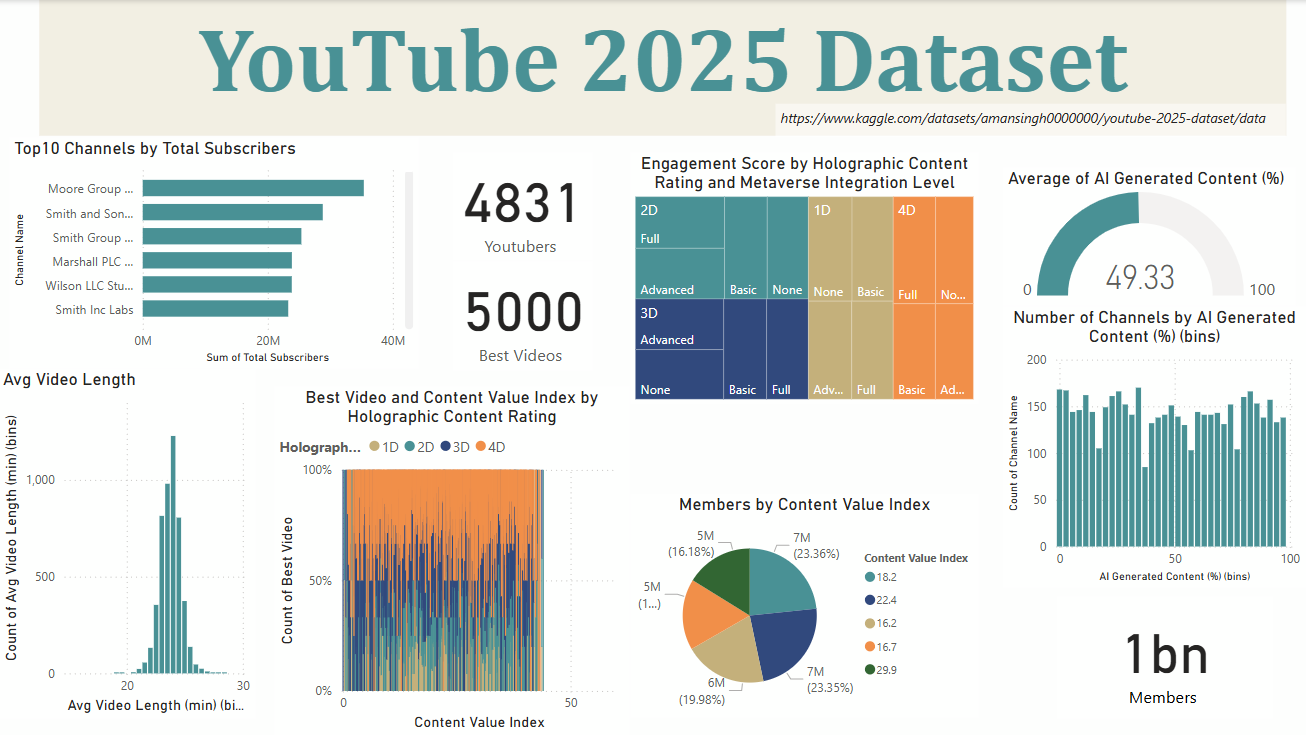 YouTube 2025 Dataset
https://www.kaggle.com/datasets/amansingh0000000/youtube-2025-dataset/data
Top10 Channels by Total Subscribers
Channel Name
Moore Group ...
Smith and Son...
Smith Group ...
Marshall PLC ...
Wilson LLC Stu...
Smith Inc Labs
0M
20M
40M
Sum of Total Subscribers
4831
Youtubers
5000
Best Videos
Engagement Score by Holographic Content
Rating and Metaverse Integration Level
2D
Full
Advanced
Basic
None
3D
Advanced
None
Basic
Full
1D
None
Basic
Adv...
Full
4D
Full
No...
Basic
Ad...
Average of AI Generated Content (%)
49.33
0
100
Number of Channels by AI Generated
Content (%) (bins)
Count of Channel Name
200
150
100
50
0
0
50
100
AI Generated Content (%) (bins)
Avg Video Length
Count of Avg Video Length (min) (bins)
1,000
500
0
20
30
Avg Video Length (min) (bi...
Best Video and Content Value Index by
Holographic Content Rating
Holograph...
1D
2D
3D
4D
Count of Best Video
100%
50%
0%
0
50
Content Value Index
Members by Content Value Index
5M
(16.18%)
7M
(23.36%)
5M
(1...)
6M
(19.98%)
7M
(23.35%)
Content Value Index
18.2
22.4
16.2
16.7
29.9
1bn
Members